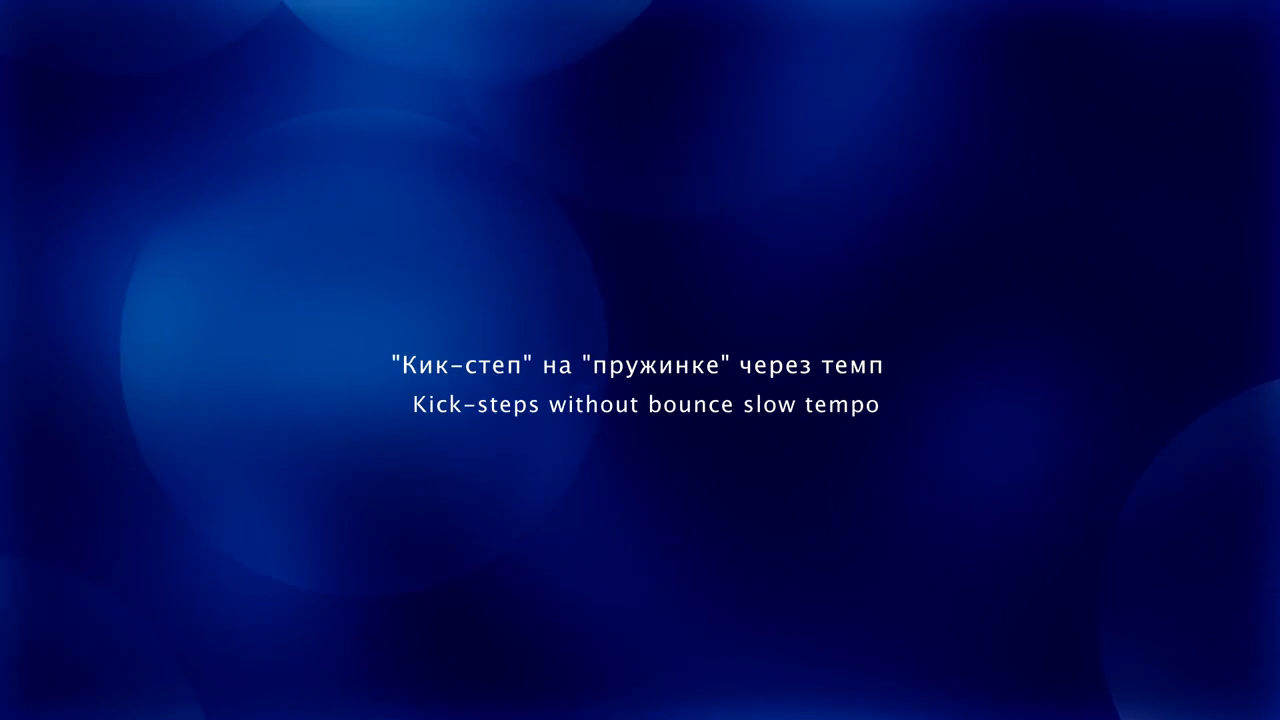 "Кик-степ" на "пружинке" через темп
Kick-steps without bounce slow tempo